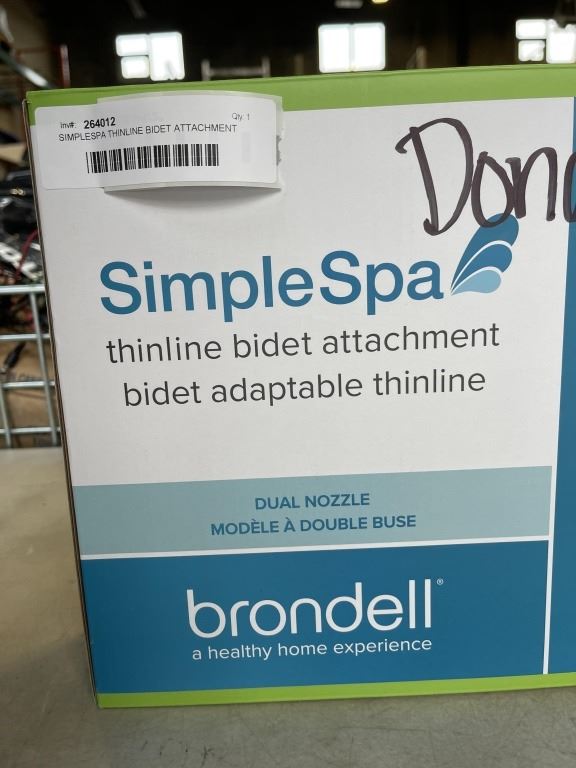 Inv#: 264012 Qty: 1
SIMPLESPA THINLINE BIDET ATTACHMENT
Don
SimpleSpa
thinline bidet attachment
bidet adaptable thinline
DUAL NOZZLE
MODÈLE À DOUBLE BUSE
brondell®
a healthy home experience